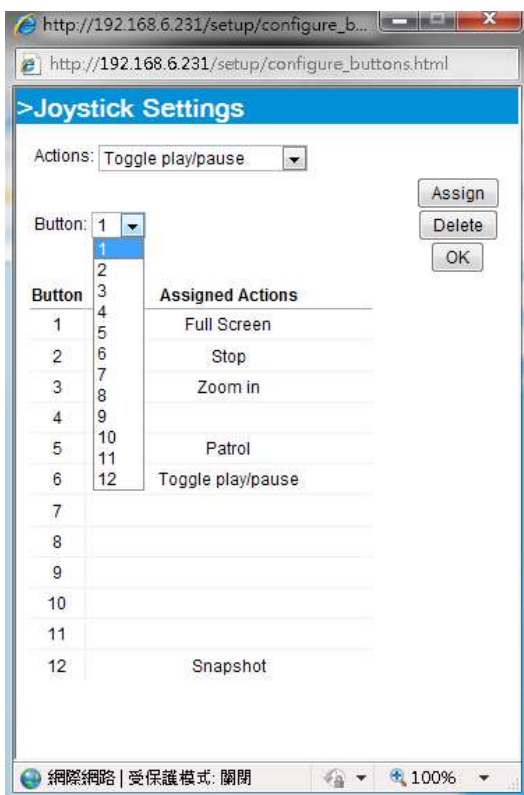 http://192.168.6.231/setup/configure_b...
http://192.168.6.231/setup/configure_buttons.html
>Joystick Settings
Actions: Toggle play/pause
Assign
Button: 1
Delete
OK
1
2
3
4
5
6
7
8
9
10
11
12
Button Assigned Actions
1 Full Screen
2 Stop
3 Zoom in
4
5 Patrol
6 Toggle play/pause
7
8
9
10
11
12 Snapshot
網際網路 | 受保護模式: 關閉 100%